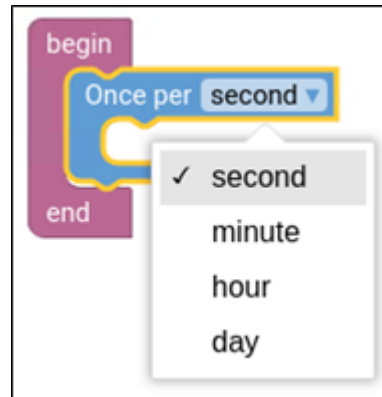 begin
Once per second ▾
✓ second
minute
hour
day
end